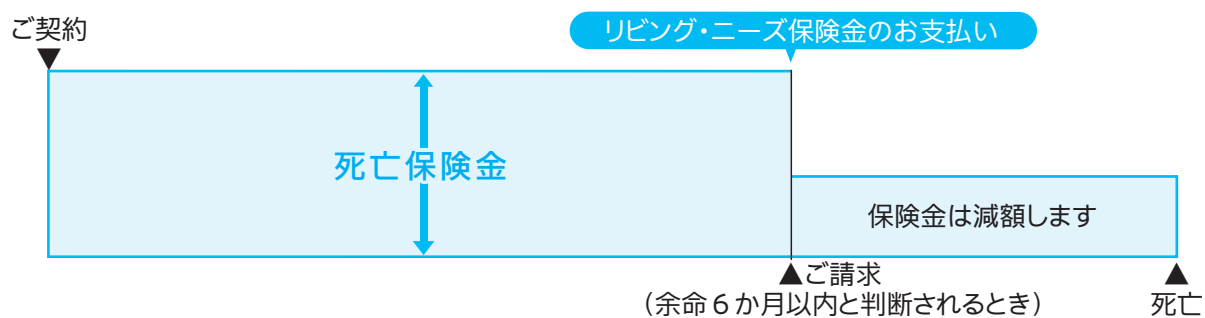 ご契約
▼
リビング・ニーズ保険金のお支払い
死亡保険金
保険金は減額します
▲ご請求
（余命6か月以内と判断されるとき）
▲
死亡